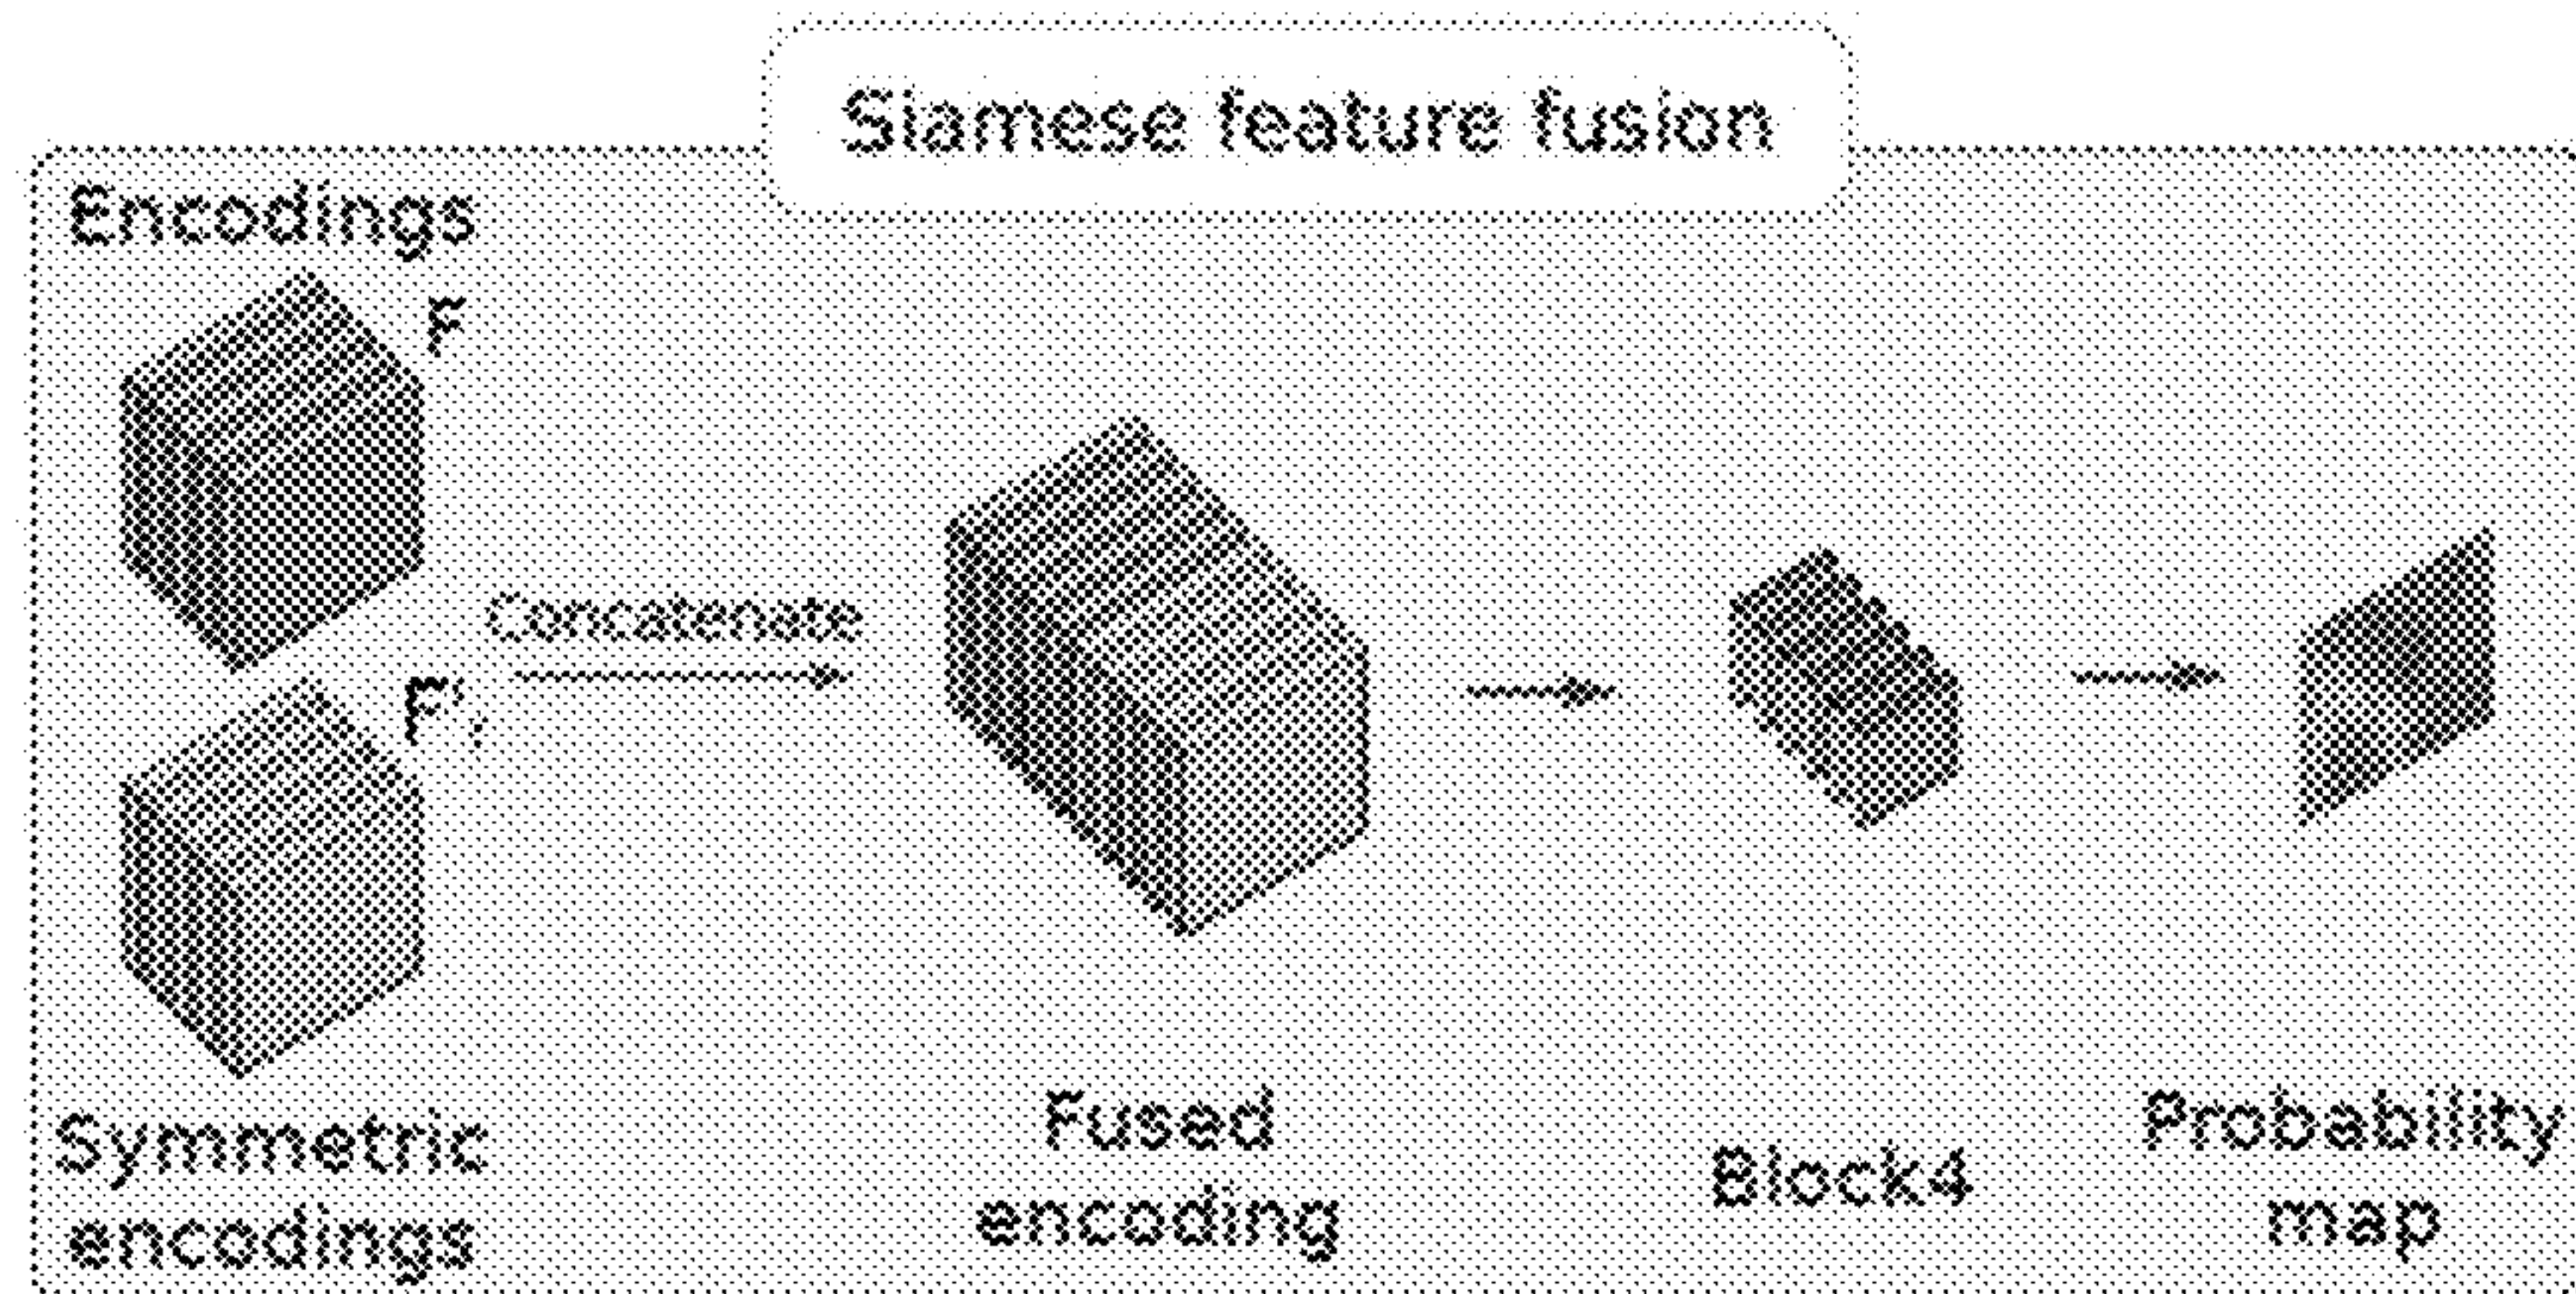 Siamese feature fusion
Encodings
F
Concatenate
F'
Symmetric
encodings
Fused
encoding
Block4
Probability
map